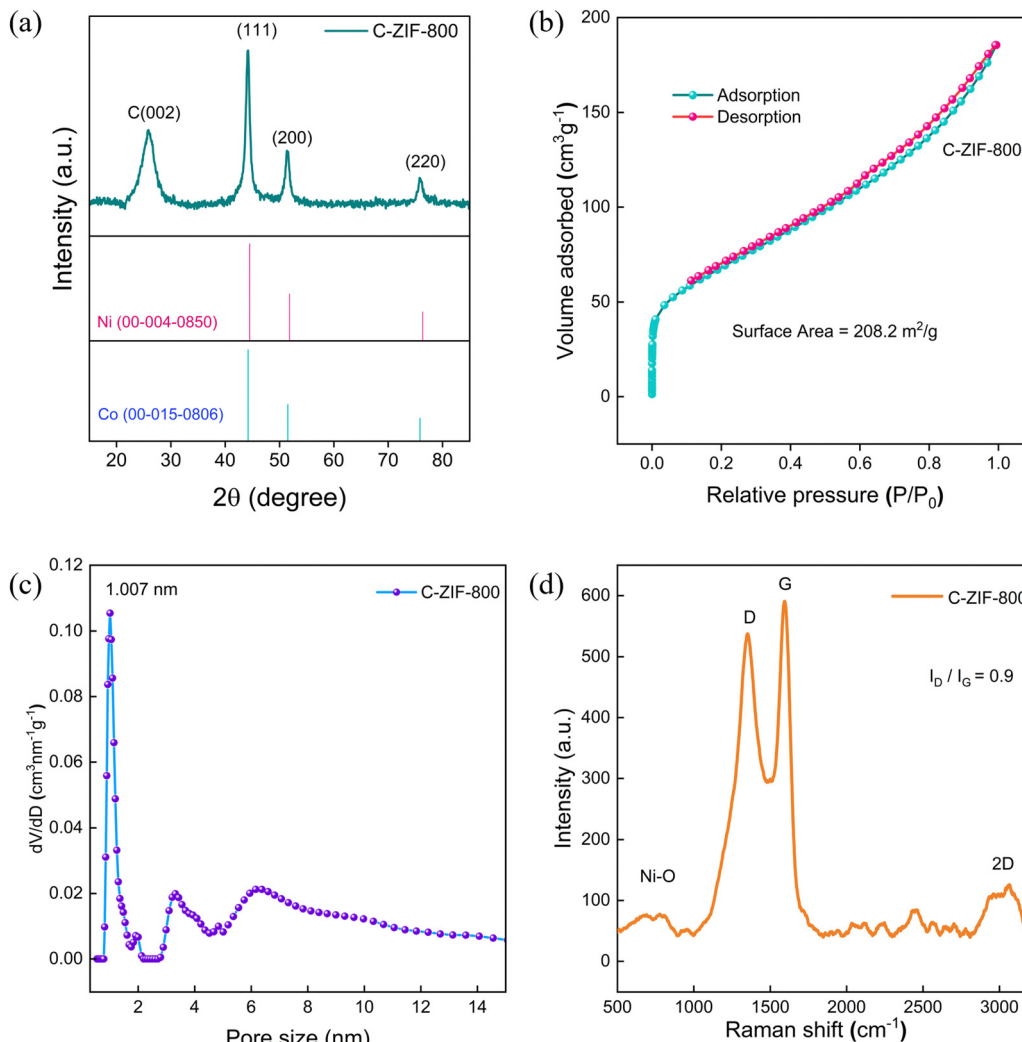 (a)
C-ZIF-800
(111)
C(002)
(200)
(220)
Intensity (a.u.)
Ni (00-004-0850)
Co (00-015-0806)
20 30 40 50 60 70 80
2θ (degree)
(b)
200
150
100
50
0
Adsorption
Desorption
C-ZIF-800
Surface Area = 208.2 m²/g
Volume adsorbed (cm³g⁻¹)
0.0 0.2 0.4 0.6 0.8 1.0
Relative pressure (P/P₀)
(c)
0.12
0.10
0.08
0.06
0.04
0.02
0.00
1.007 nm
C-ZIF-800
dV/dD (cm³nm⁻¹g⁻¹)
2 4 6 8 10 12 14
Pore size (nm)
(d)
600
500
400
300
200
100
0
G
D
C-ZIF-800
I_D / I_G = 0.9
Ni-O
2D
Intensity (a.u.)
500 1000 1500 2000 2500 3000
Raman shift (cm⁻¹)